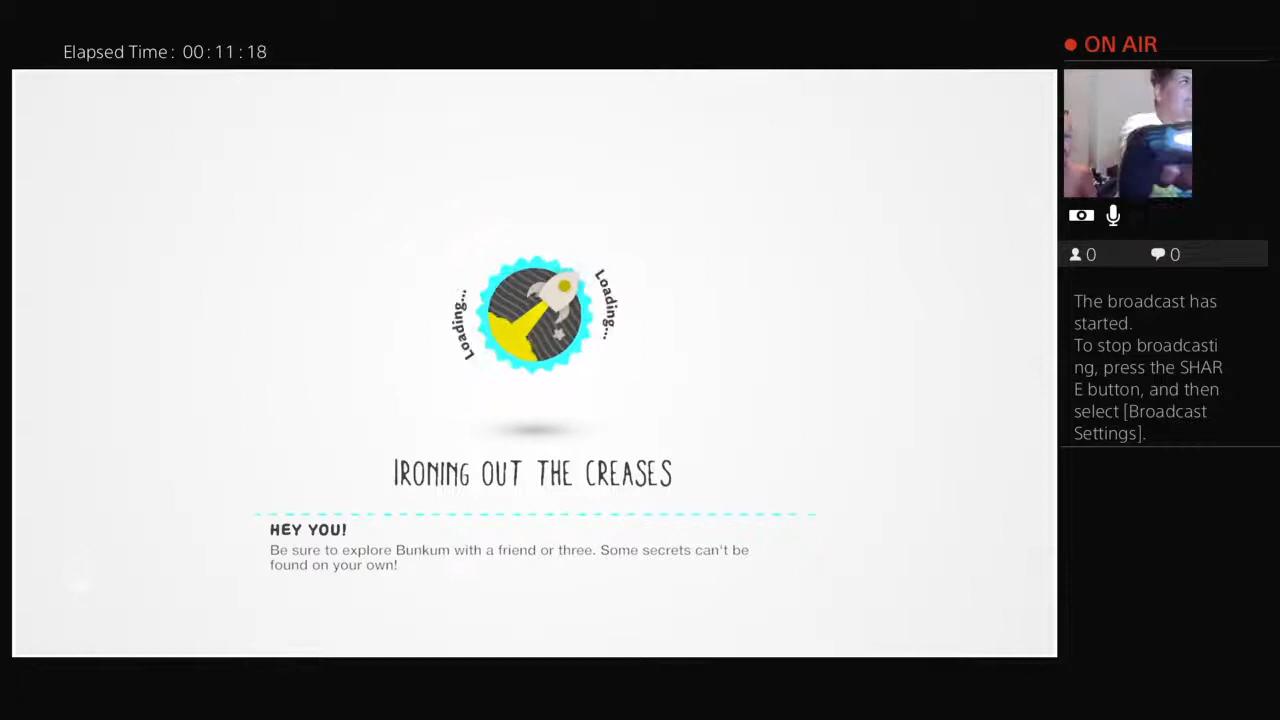 Elapsed Time: 00:11:18
ON AIR
Loading...
Loading...
0
0
The broadcast has
started.
To stop broadcasti
ng, press the SHAR
E button, and then
select [Broadcast
Settings].
IRONING OUT THE CREASES
HEY YOU!
Be sure to explore Bunkum with a friend or three. Some secrets can't be
found on your own!